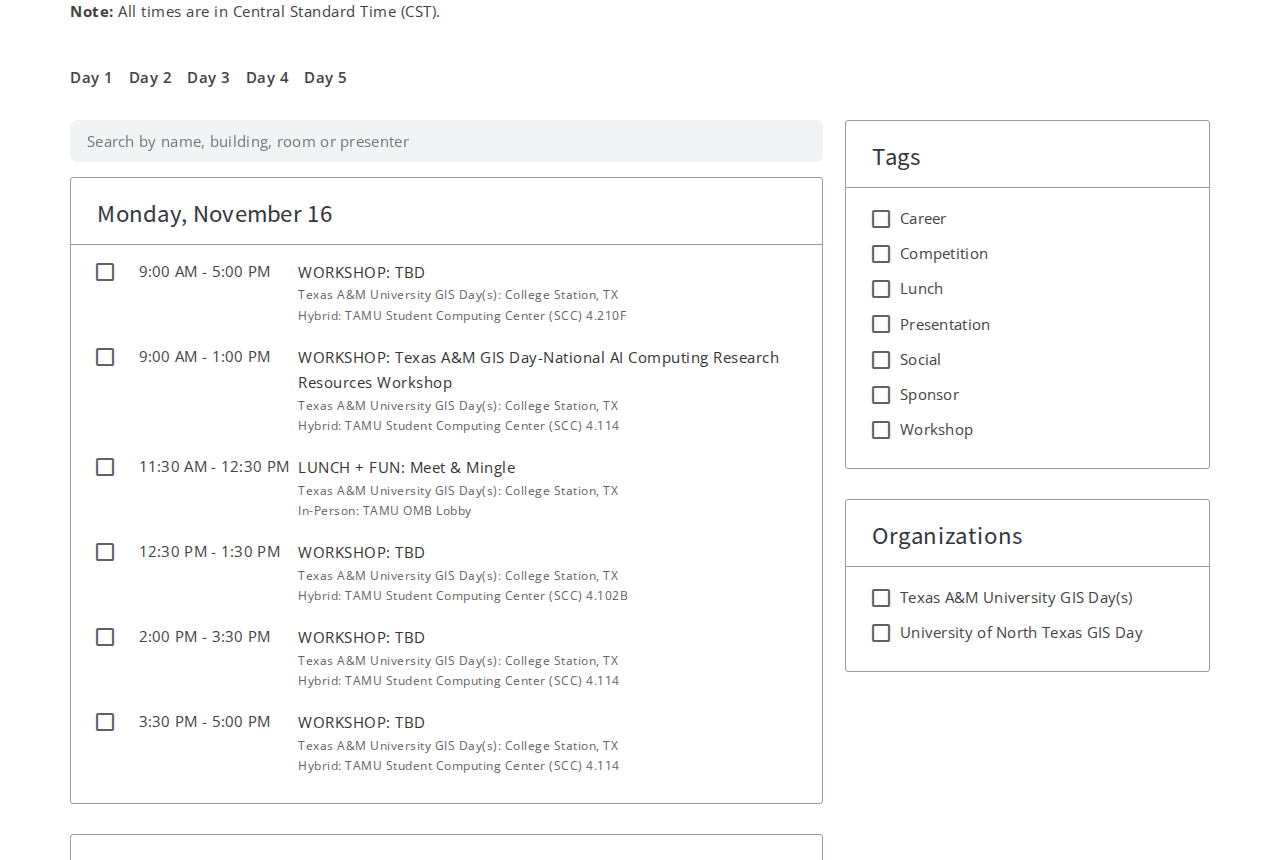 Note: All times are in Central Standard Time (CST).
Day 1 Day 2 Day 3 Day 4 Day 5
Search by name, building, room or presenter
Monday, November 16
9:00 AM - 5:00 PM WORKSHOP: TBD
Texas A&M University GIS Day(s): College Station, TX
Hybrid: TAMU Student Computing Center (SCC) 4.210F
9:00 AM - 1:00 PM WORKSHOP: Texas A&M GIS Day-National AI Computing Research
Resources Workshop
Texas A&M University GIS Day(s): College Station, TX
Hybrid: TAMU Student Computing Center (SCC) 4.114
11:30 AM - 12:30 PM LUNCH + FUN: Meet & Mingle
Texas A&M University GIS Day(s): College Station, TX
In-Person: TAMU OMB Lobby
12:30 PM - 1:30 PM WORKSHOP: TBD
Texas A&M University GIS Day(s): College Station, TX
Hybrid: TAMU Student Computing Center (SCC) 4.102B
2:00 PM - 3:30 PM WORKSHOP: TBD
Texas A&M University GIS Day(s): College Station, TX
Hybrid: TAMU Student Computing Center (SCC) 4.114
3:30 PM - 5:00 PM WORKSHOP: TBD
Texas A&M University GIS Day(s): College Station, TX
Hybrid: TAMU Student Computing Center (SCC) 4.114
Tags
Career
Competition
Lunch
Presentation
Social
Sponsor
Workshop
Organizations
Texas A&M University GIS Day(s)
University of North Texas GIS Day